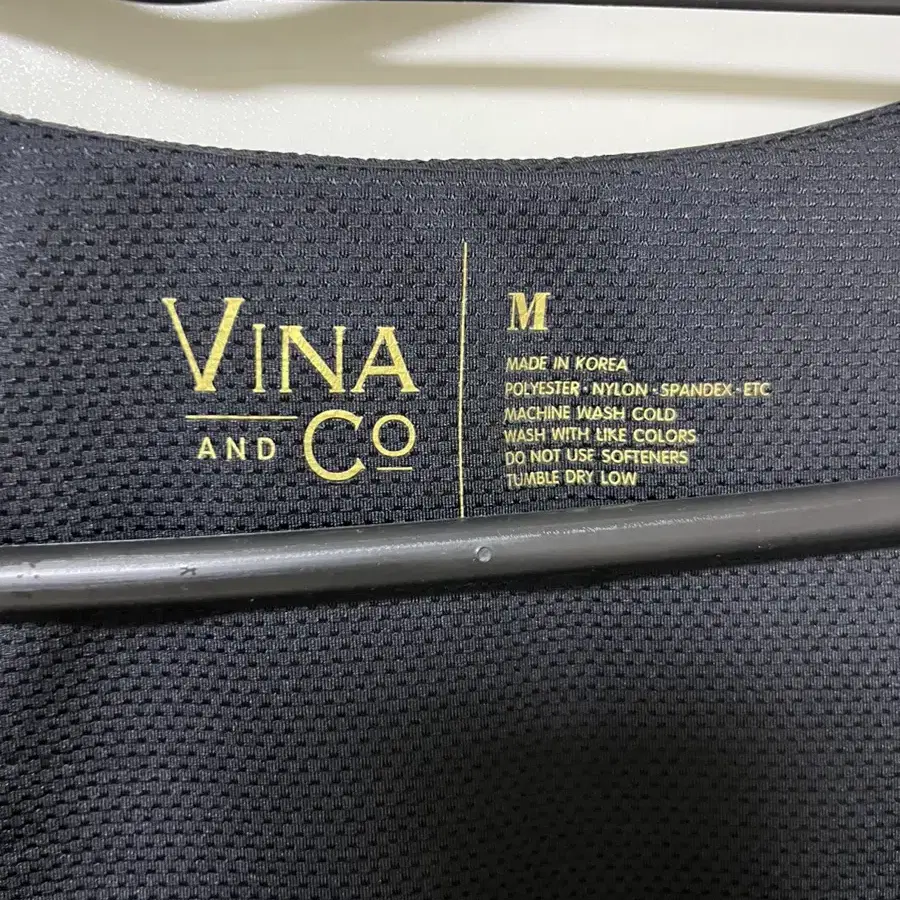 VINA
AND CO
M
MADE IN KOREA
POLYESTER · NYLON · SPANDEX · ETC
MACHINE WASH COLD
WASH WITH LIKE COLORS
DO NOT USE SOFTENERS
TUMBLE DRY LOW